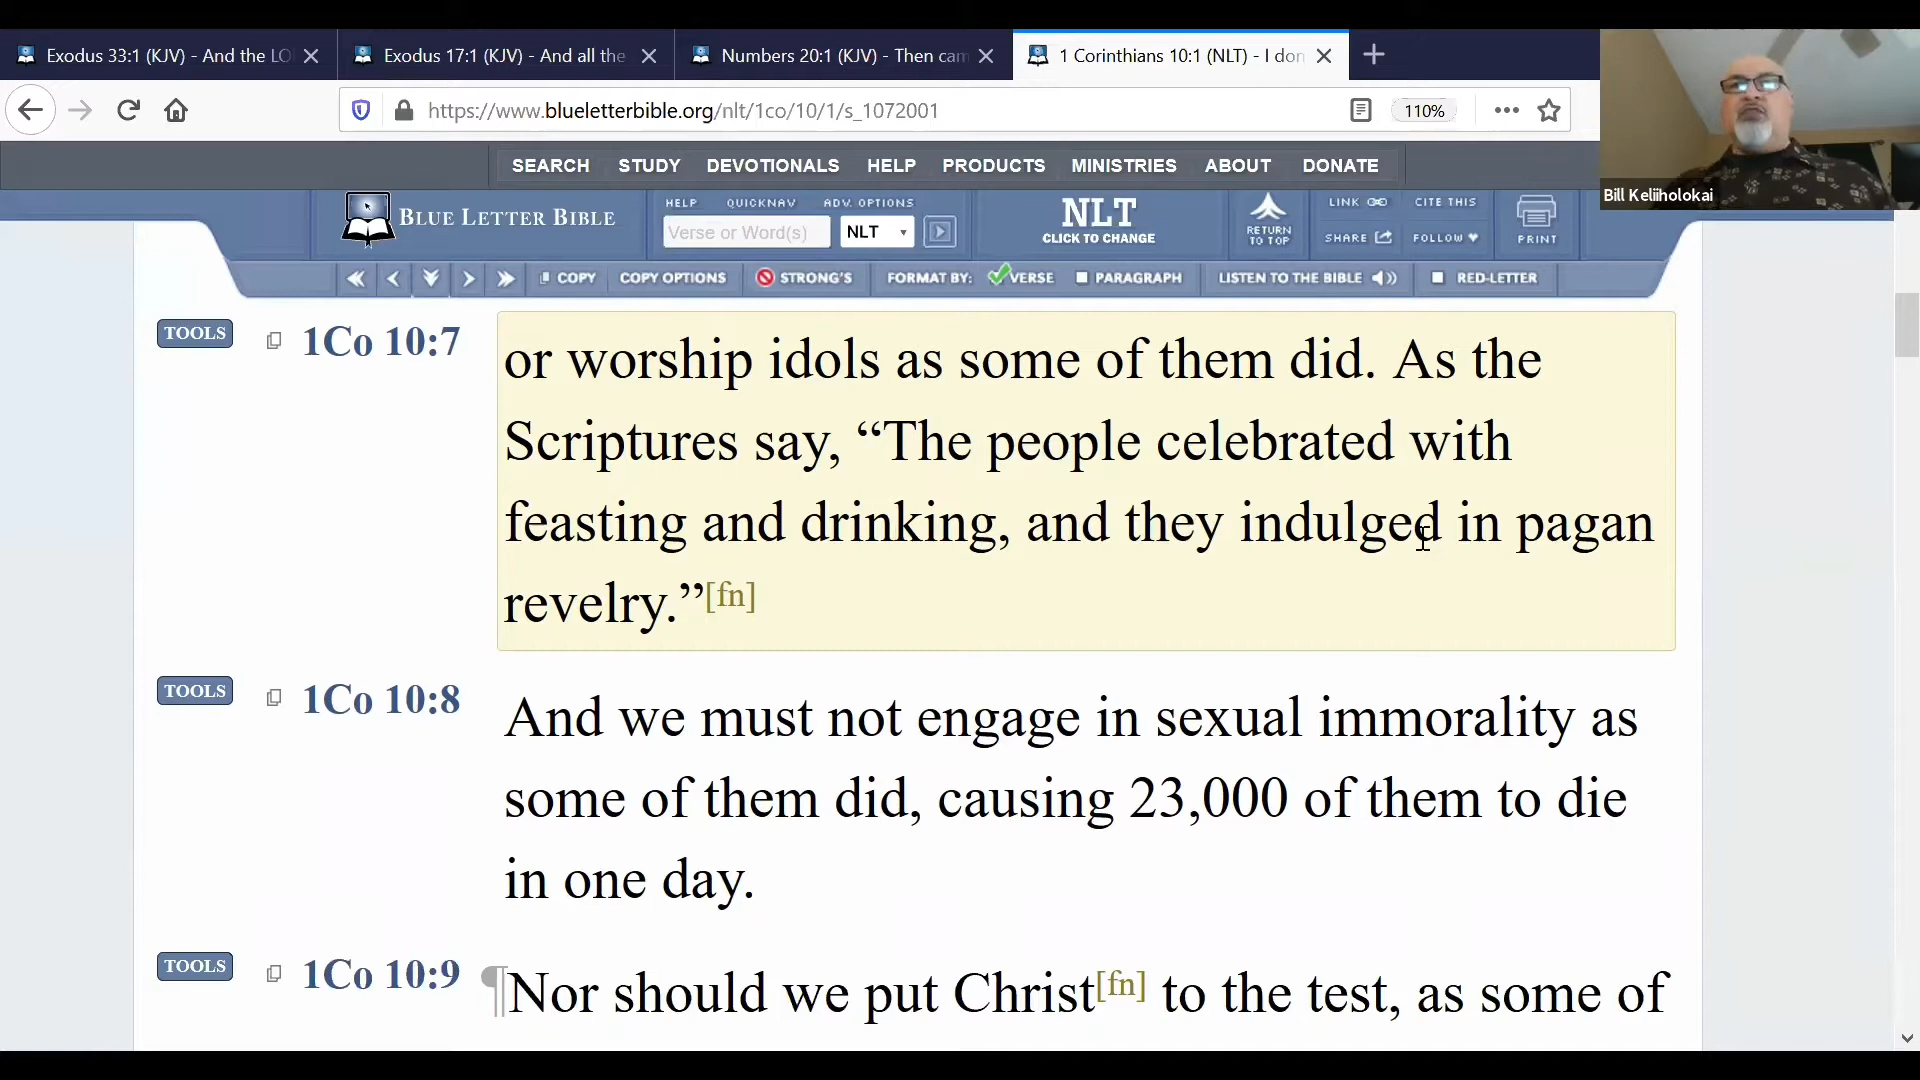 Exodus 33:1 (KJV) - And the LO
Exodus 17:1 (KJV) - And all the
Numbers 20:1 (KJV) - Then cam
1 Corinthians 10:1 (NLT) - I don
https://www.blueletterbible.org/nlt/1co/10/1/s_1072001
110%
Bill Keliiholokai
SEARCH STUDY DEVOTIONALS HELP PRODUCTS MINISTRIES ABOUT DONATE
BLUE LETTER BIBLE
HELP QUICKNAV ADV. OPTIONS
Verse or Word(s) NLT
NLT
CLICK TO CHANGE
RETURN
TO TOP
LINK CITE THIS
SHARE FOLLOW
PRINT
COPY COPY OPTIONS STRONG'S FORMAT BY: VERSE PARAGRAPH LISTEN TO THE BIBLE RED-LETTER
TOOLS 1Co 10:7 or worship idols as some of them did. As the
Scriptures say, “The people celebrated with
feasting and drinking, and they indulged in pagan
revelry.”[fn]
TOOLS 1Co 10:8 And we must not engage in sexual immorality as
some of them did, causing 23,000 of them to die
in one day.
TOOLS 1Co 10:9 ¶Nor should we put Christ[fn] to the test, as some of